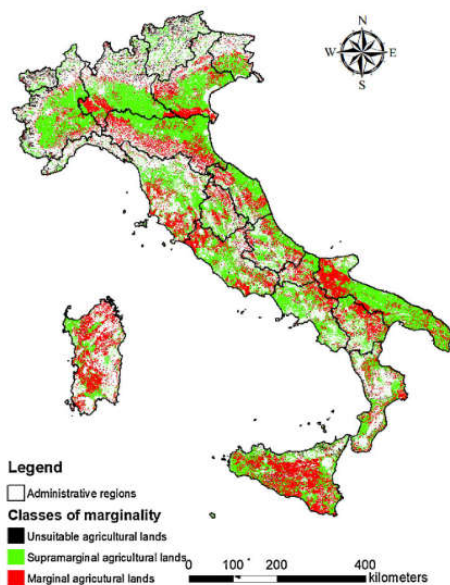 N
W E
S
Legend
Administrative regions
Classes of marginality
Unsuitable agricultural lands
Supramarginal agricultural lands
Marginal agricutural lands
0 100 200 400
kilometers